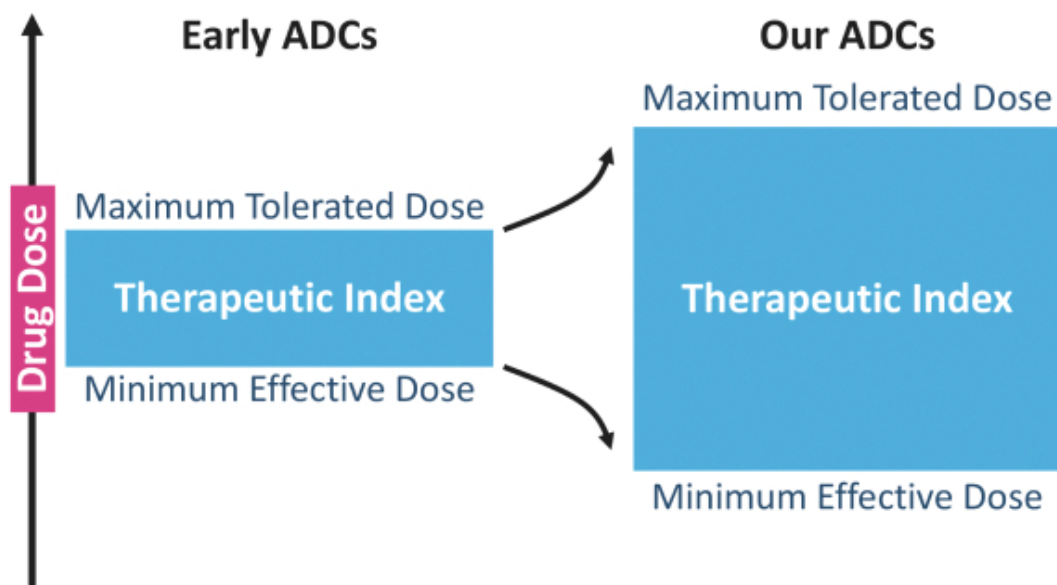 Early ADCs
Our ADCs
Maximum Tolerated Dose
Maximum Tolerated Dose
Drug Dose
Therapeutic Index
Therapeutic Index
Minimum Effective Dose
Minimum Effective Dose